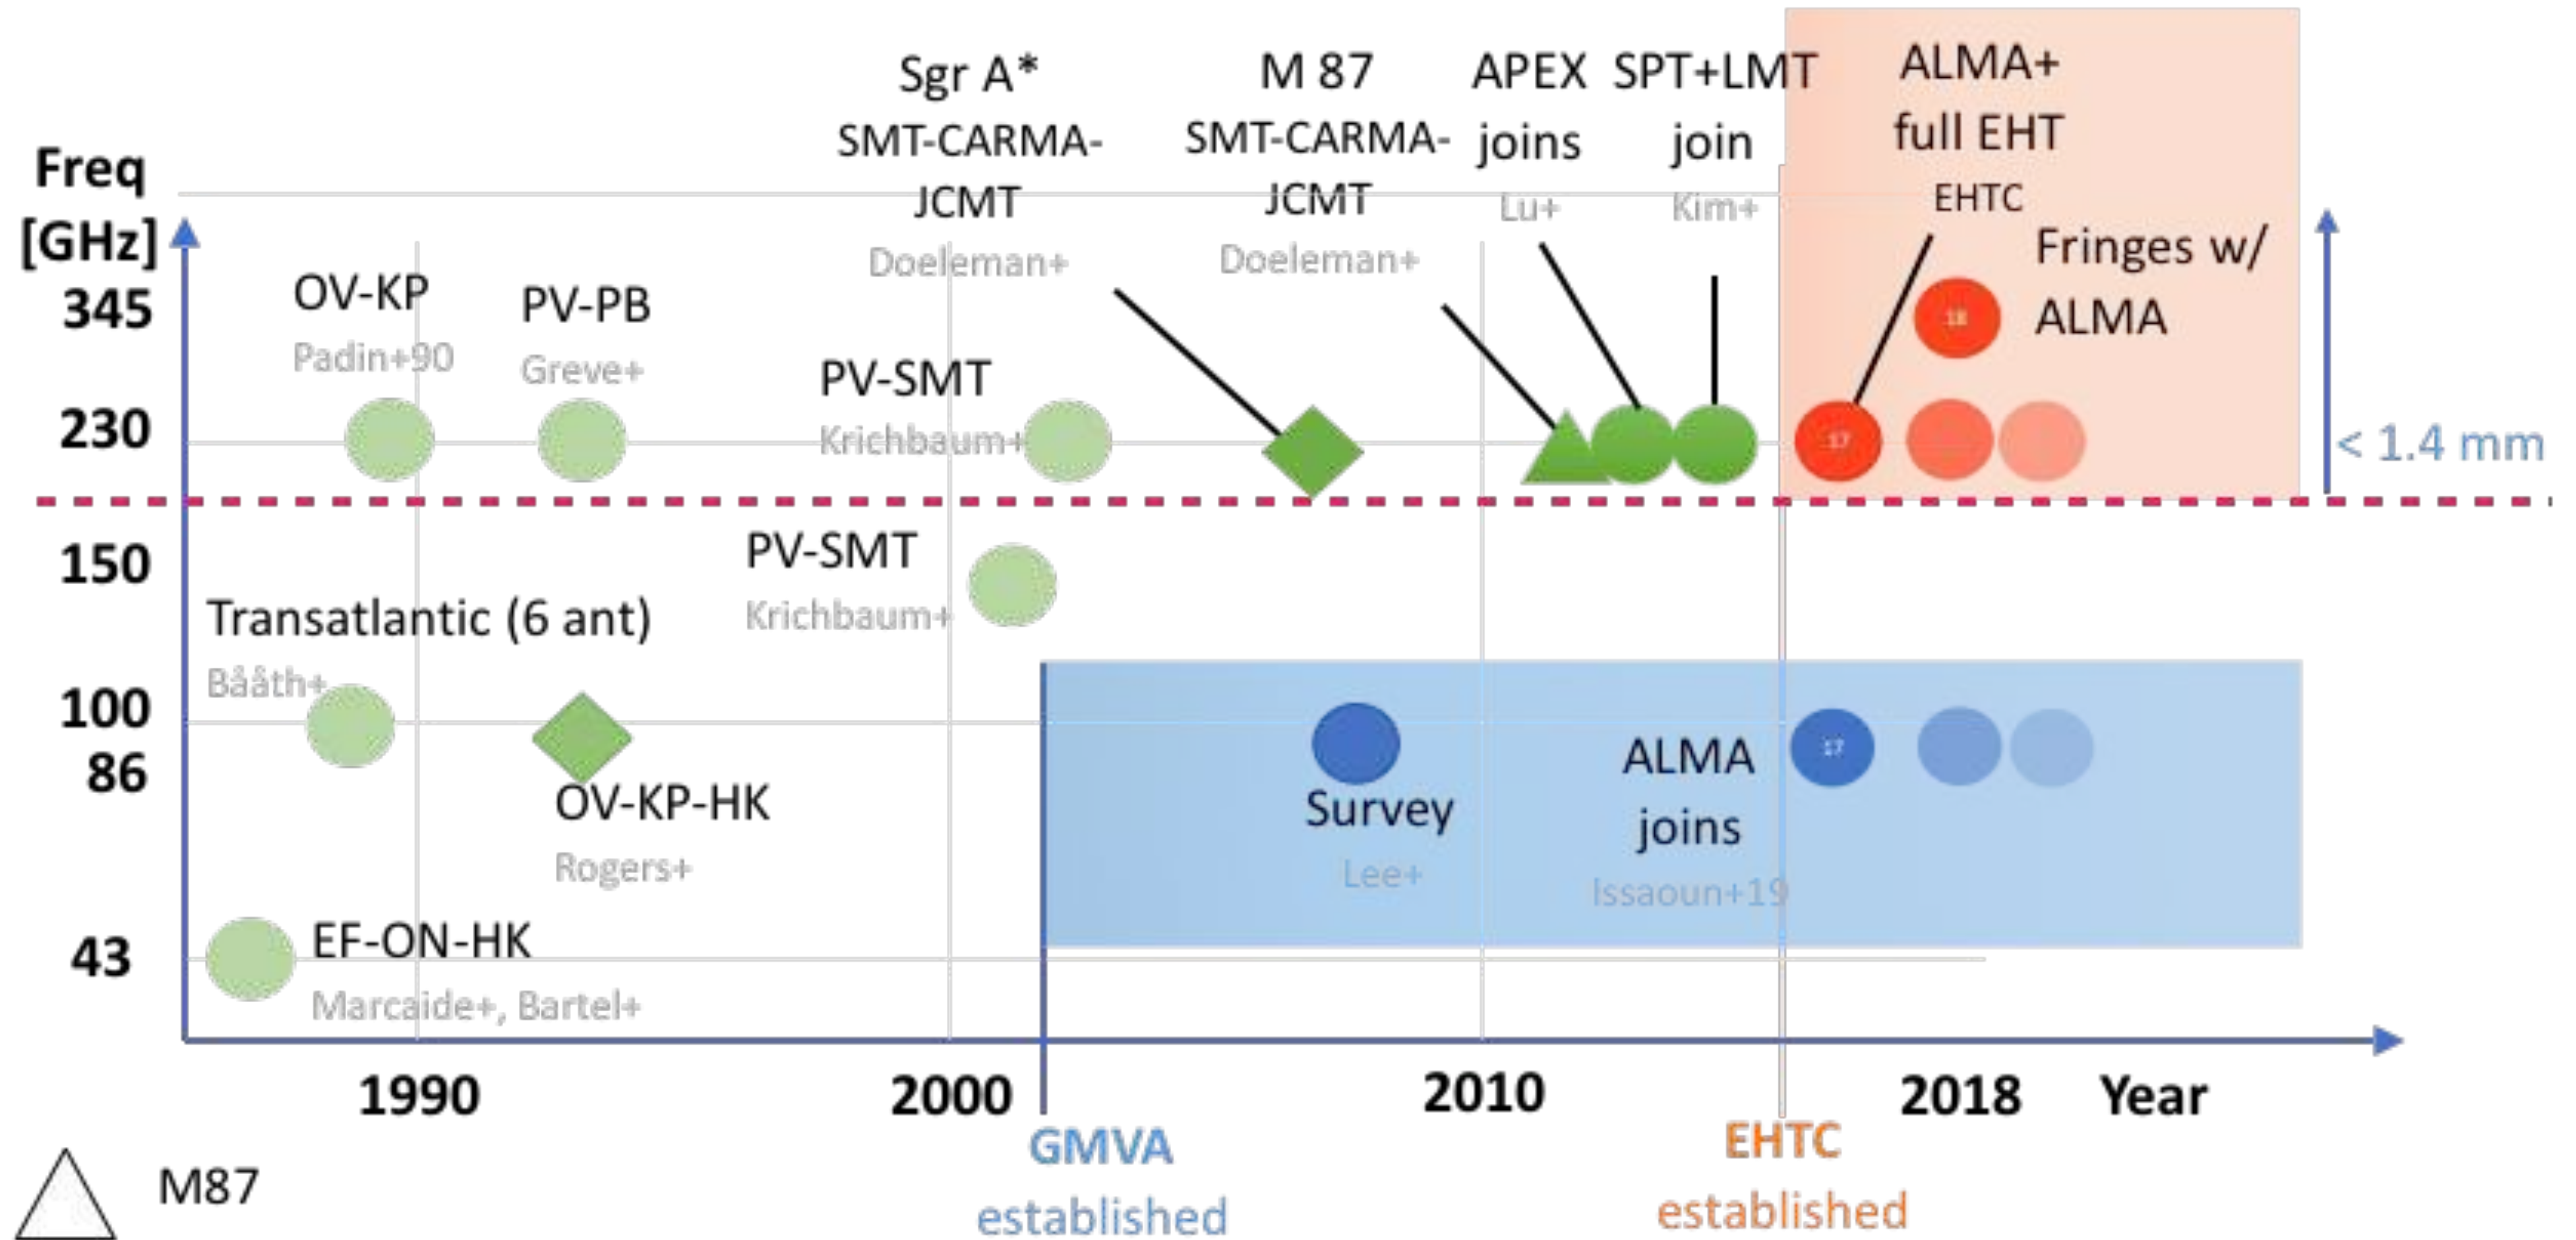 Sgr A*
SMT-CARMA-
JCMT
Doeleman+
M 87
SMT-CARMA-
JCMT
Doeleman+
APEX
joins
Lu+
SPT+LMT
join
Kim+
ALMA+
full EHT
EHTC
Fringes w/
ALMA
18
Freq
[GHz]
345
230
150
100
86
43
OV-KP
Padin+90
PV-PB
Greve+
PV-SMT
Krichbaum+
17
< 1.4 mm
PV-SMT
Krichbaum+
Transatlantic (6 ant)
Bååth+
OV-KP-HK
Rogers+
Survey
Lee+
ALMA
joins
Issaoun+19
17
EF-ON-HK
Marcaide+, Bartel+
1990
2000
2010
2018
Year
GMVA
established
EHTC
established
M87